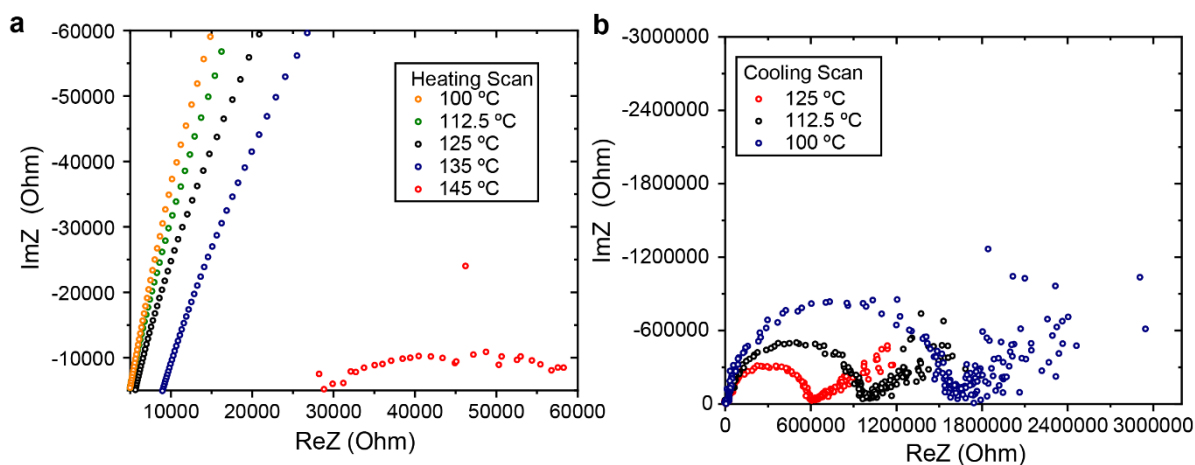 a
-60000
-50000
-40000
-30000
-20000
-10000
ImZ (Ohm)
Heating Scan
100 ºC
112.5 ºC
125 ºC
135 ºC
145 ºC
10000 20000 30000 40000 50000 60000
ReZ (Ohm)
b
-3000000
-2400000
-1800000
-1200000
-600000
0
ImZ (Ohm)
Cooling Scan
125 ºC
112.5 ºC
100 ºC
0 600000 1200000 1800000 2400000 3000000
ReZ (Ohm)